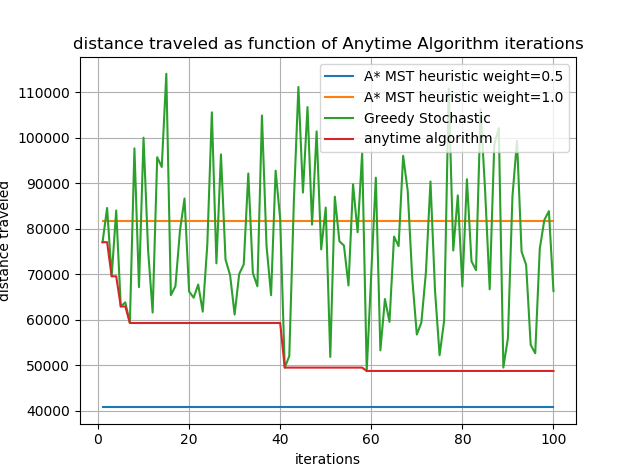 distance traveled as function of Anytime Algorithm iterations
A* MST heuristic weight=0.5
A* MST heuristic weight=1.0
Greedy Stochastic
anytime algorithm
distance traveled
110000
100000
90000
80000
70000
60000
50000
40000
0 20 40 60 80 100
iterations